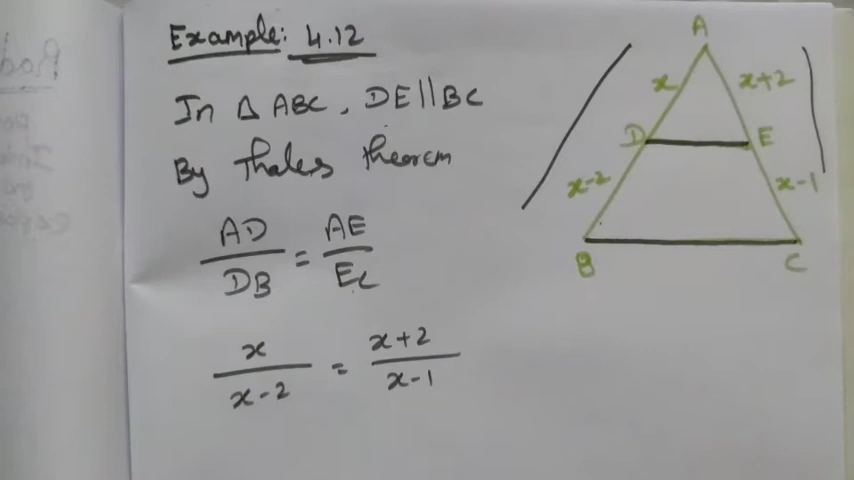 Example: 4.12
In Δ ABC, DE||BC
By Thales theorem
AD/DB = AE/EC
x/x-2 = x+2/x-1
A
x x+2
D E
x-2 x-1
B C